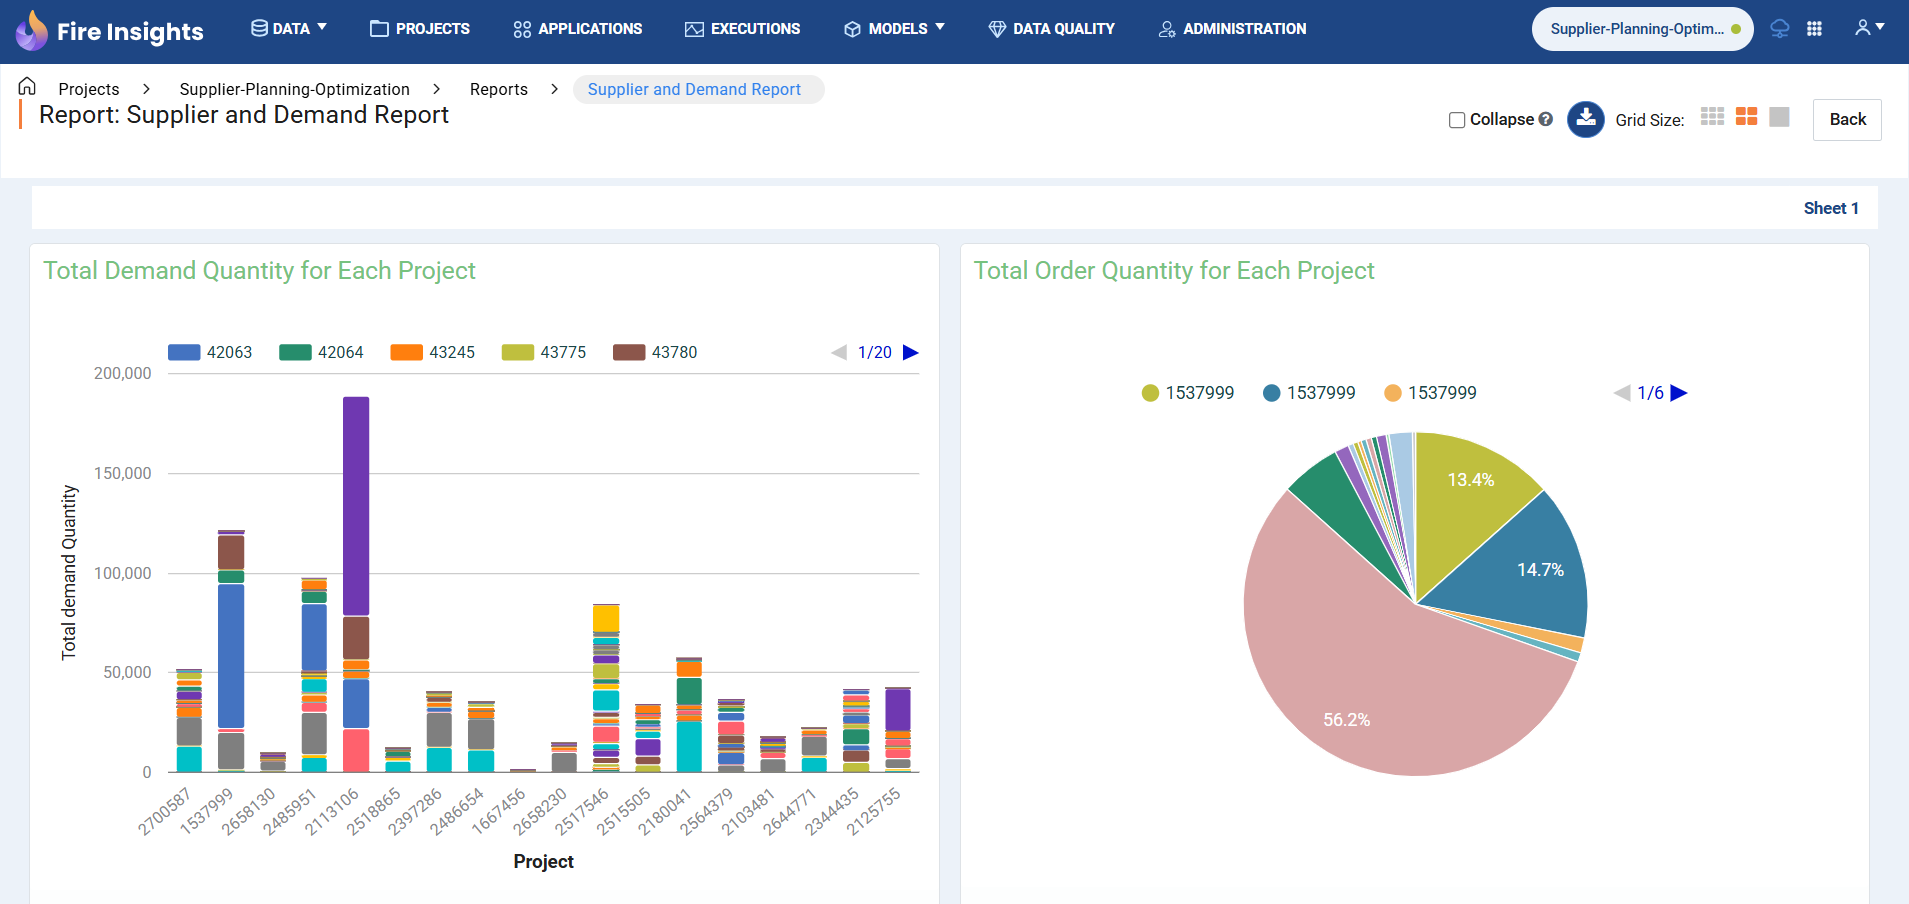 Fire Insights
DATA
PROJECTS
APPLICATIONS
EXECUTIONS
MODELS
DATA QUALITY
ADMINISTRATION
Supplier-Planning-Optim...
Projects > Supplier-Planning-Optimization > Reports > Supplier and Demand Report
Report: Supplier and Demand Report
Collapse ?
Grid Size:
Back
Sheet 1
Total Demand Quantity for Each Project
42063 42064 43245 43775 43780 1/20
200,000
150,000
100,000
50,000
0
Total demand Quantity
2700587 1537999 2658130 2485951 2113106 2518865 2397286 2486654 1667456 2658230 2517546 2515505 2180041 2564379 2103481 2644771 2344435 2125755
Project
Total Order Quantity for Each Project
1537999 1537999 1537999 1/6
13.4%
14.7%
56.2%